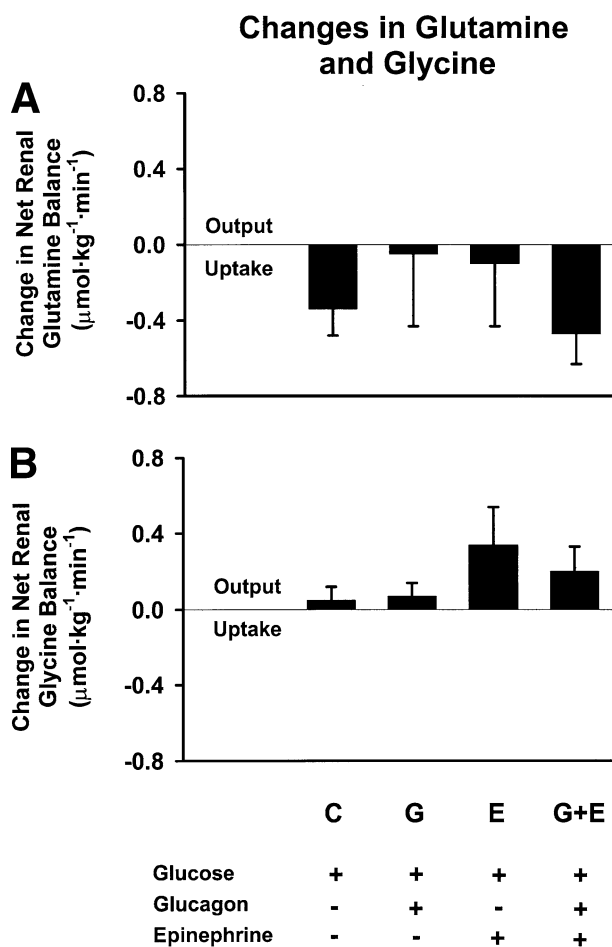 Changes in Glutamine
and Glycine
A
Change in Net Renal
Glutamine Balance
(μmol·kg⁻¹·min⁻¹)
0.8
0.4
Output
0.0
Uptake
-0.4
-0.8
B
Change in Net Renal
Glycine Balance
(μmol·kg⁻¹·min⁻¹)
0.8
0.4
Output
0.0
Uptake
-0.4
-0.8
C G E G+E
Glucose + + + +
Glucagon - + - +
Epinephrine - - + +